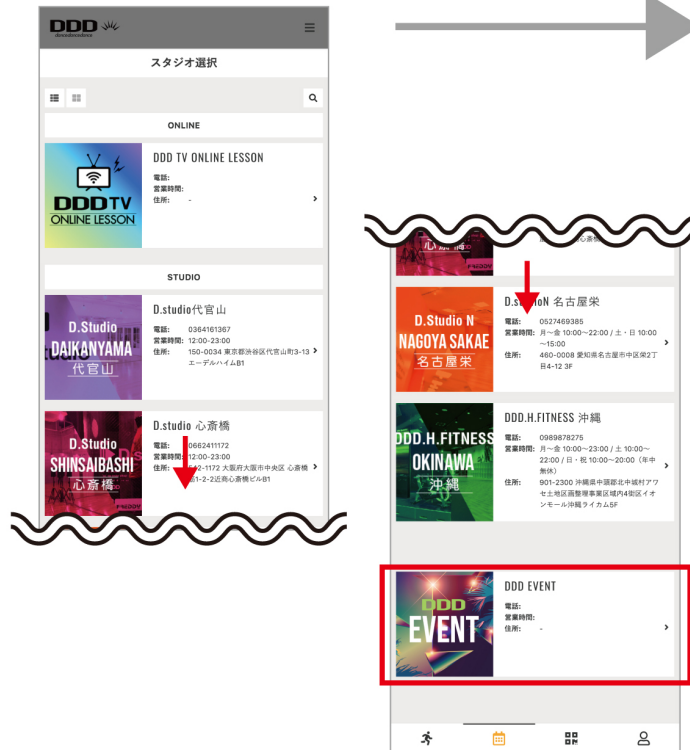 DDD
スタジオ選択
ONLINE
DDD TV
ONLINE LESSON
DDD TV ONLINE LESSON
電話:
営業時間:
住所: -
STUDIO
D.Studio
DAIKANYAMA
代官山
D.studio代官山
電話: 0364161367
営業時間: 12:00-23:00
住所: 150-0034 東京都渋谷区代官山町3-13
エーデルハイムB1
D.Studio
SHINSAIBASHI
心斎橋
D.studio 心斎橋
電話: 0662411172
営業時間: 12:00-23:00
住所: 542-1172 大阪府大阪市中央区 心斎橋
1-2-2近商心斎橋ビルB1
心斎橋
FREDDY
D.Studio N
NAGOYA SAKAE
名古屋栄
D.studioN 名古屋栄
電話: 0527469385
営業時間: 月〜金 10:00〜22:00 / 土・日 10:00
〜15:00
住所: 460-0008 愛知県名古屋市中区栄2丁
目4-12 3F
DDD.H.FITNESS
OKINAWA
沖縄
DDD.H.FITNESS 沖縄
電話: 0989878275
営業時間: 月〜金 10:00〜23:00 / 土 10:00〜
22:00 / 日・祝 10:00〜20:00（年中
無休）
住所: 901-2300 沖縄県中頭郡北中城村アワ
セ土地区画整理事業区域内4街区イオ
ンモール沖縄ライカム5F
DDD
EVENT
DDD EVENT
電話:
営業時間:
住所: -